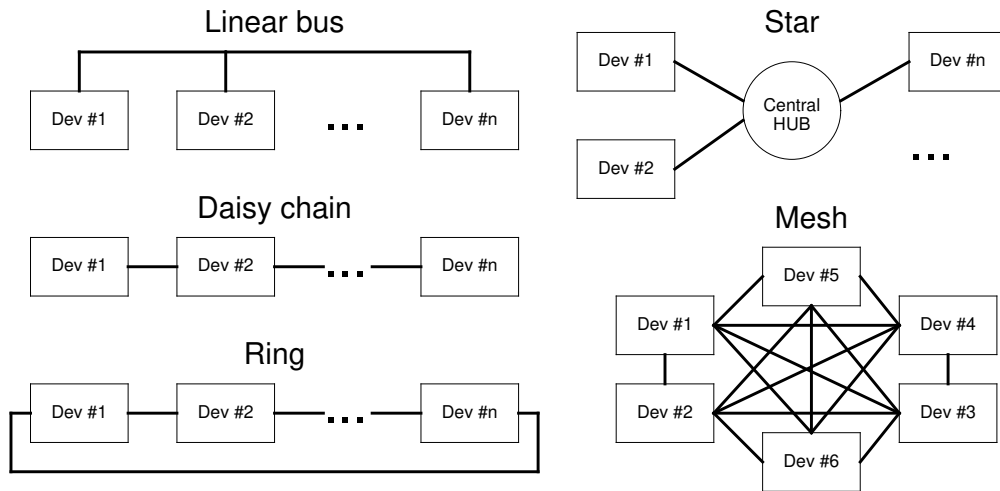 Linear bus
Dev #1
Dev #2
...
Dev #n
Daisy chain
Dev #1
Dev #2
...
Dev #n
Ring
Dev #1
Dev #2
...
Dev #n
Star
Dev #1
Dev #n
Central
HUB
Dev #2
...
Mesh
Dev #5
Dev #1
Dev #4
Dev #2
Dev #3
Dev #6